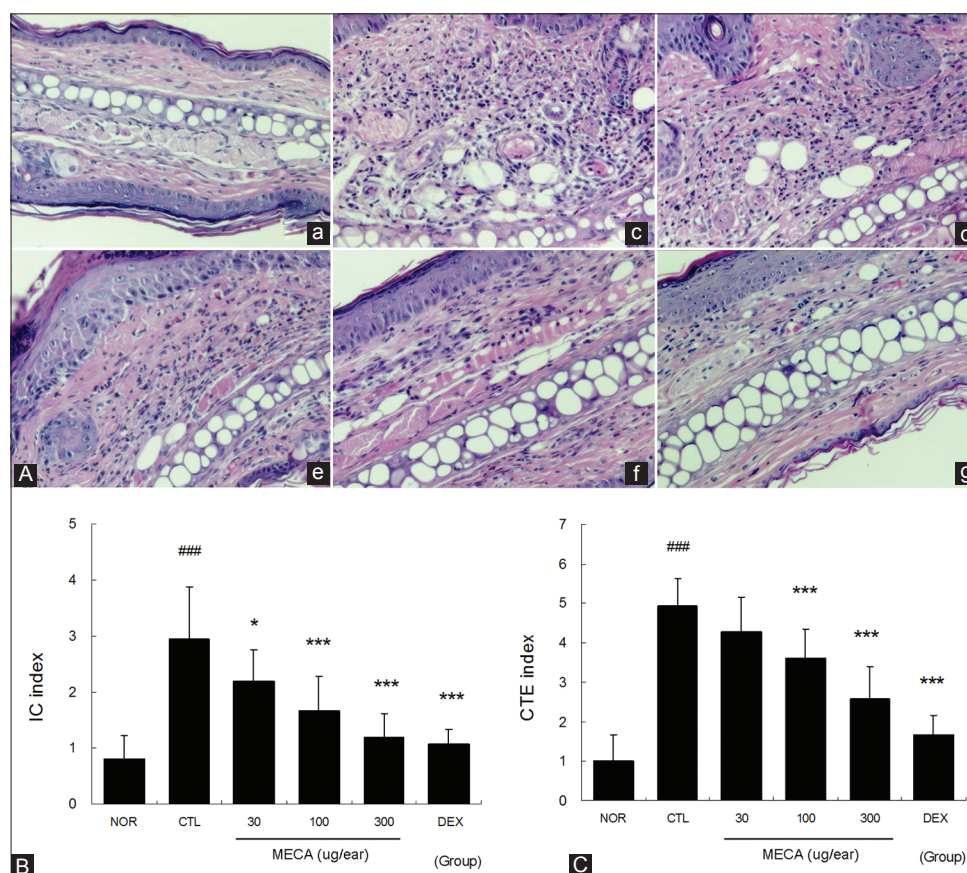 a
c
d
A
e
f
g
IC index
5
4
3
2
1
0
###
*
***
***
***
NOR
CTL
30
100
300
DEX
MECA (ug/ear)
(Group)
B
CTE index
7
6
5
4
3
2
1
0
###
***
***
***
NOR
CTL
30
100
300
DEX
MECA (ug/ear)
(Group)
C